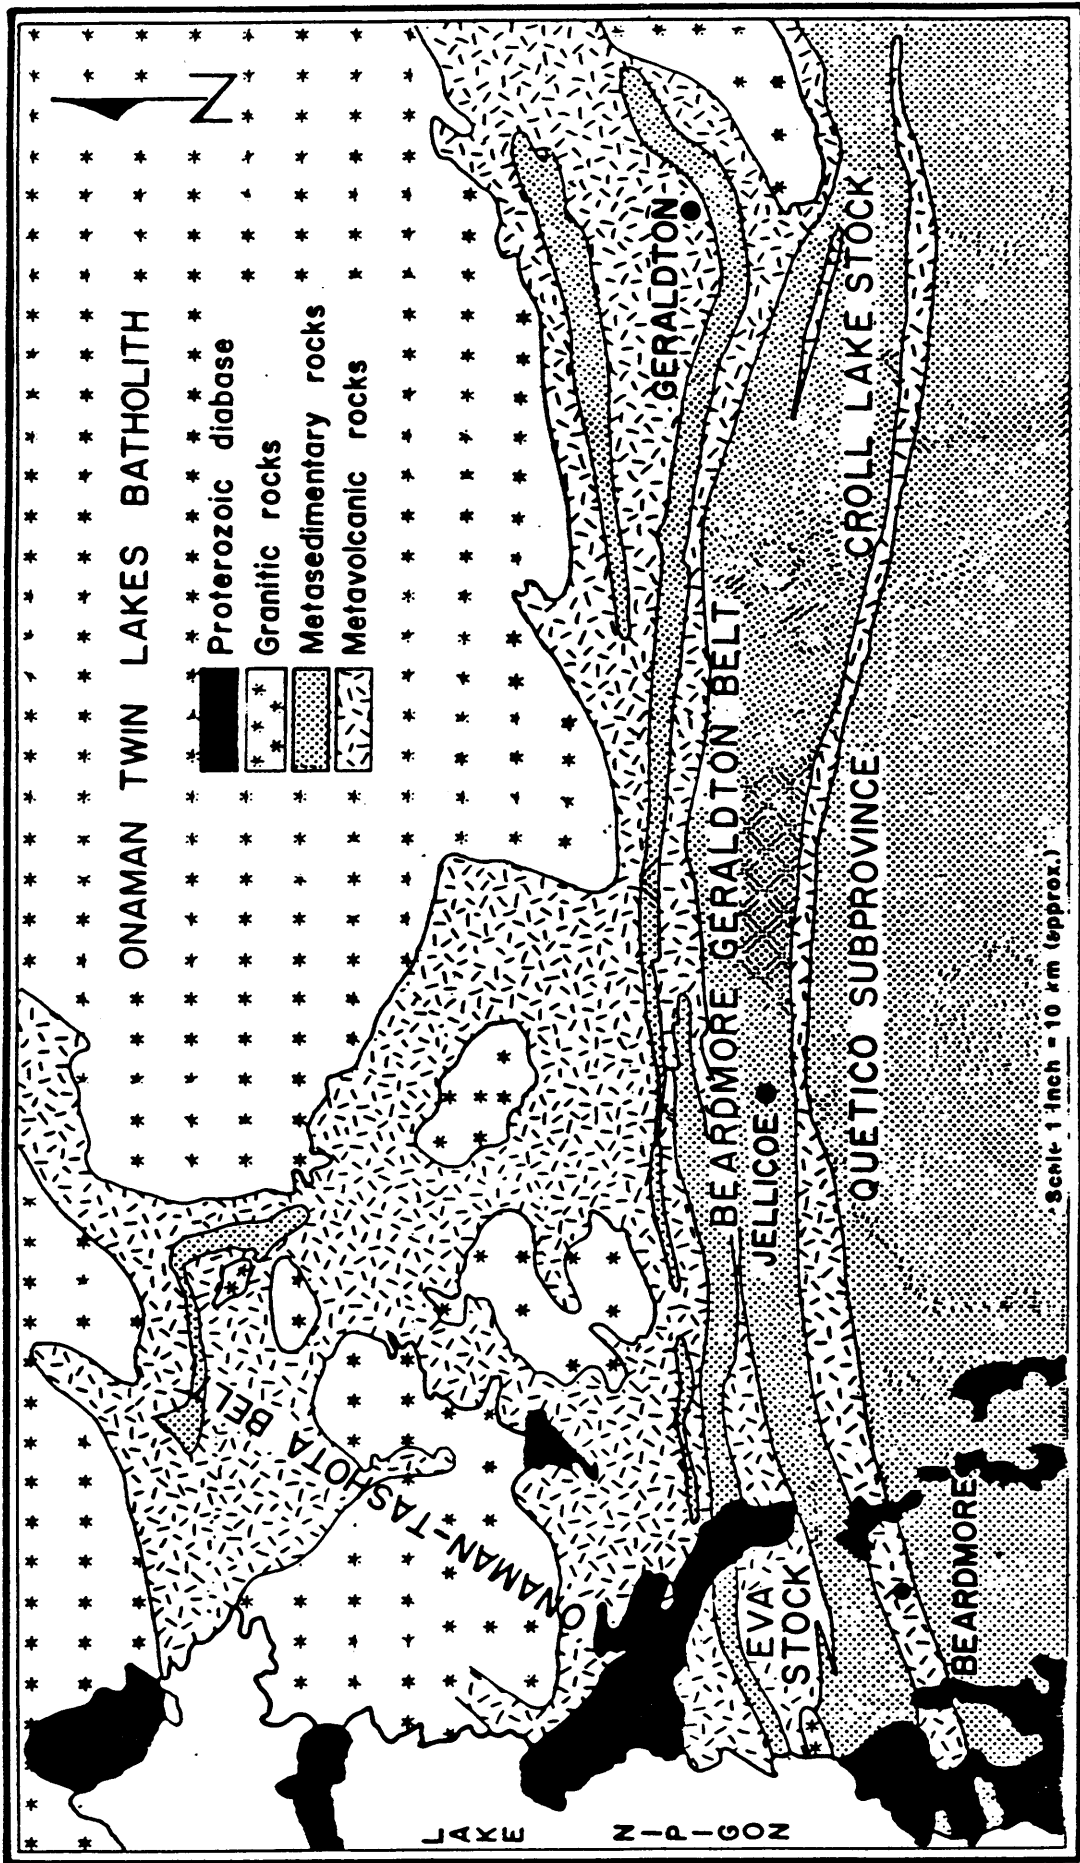 N
ONAMAN TWIN LAKES BATHOLITH
Proterozoic diabase
Granitic rocks
Metasedimentary rocks
Metavolcanic rocks
ONAMAN-TASHOTA BEL
GERALDTON
BEARDMORE GERALDTON BELT
JELLICOE
CROLL LAKE STOCK
QUETICO SUBPROVINCE
EVA
STOCK
BEARDMORE
LAKE NIPIGON
Scale 1 inch = 10 km (approx.)